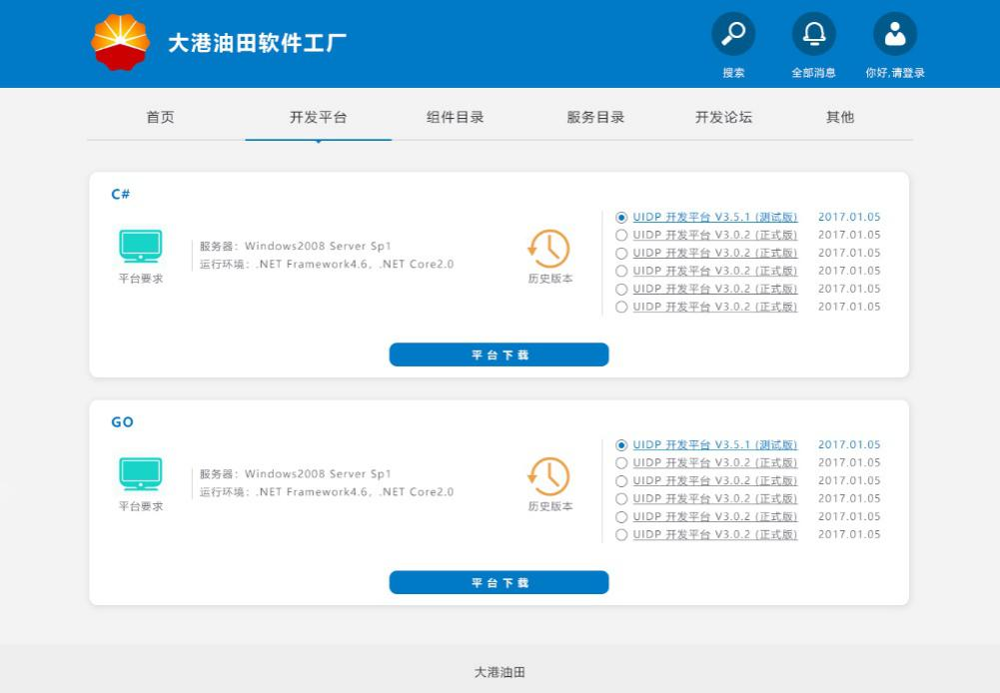 大港油田软件工厂
搜索
全部消息
你好,请登录
首页 开发平台 组件目录 服务目录 开发论坛 其他
C#
平台要求
服务器：Windows2008 Server Sp1
运行环境：.NET Framework4.6，.NET Core2.0
历史版本
UIDP 开发平台 V3.5.1 (测试版) 2017.01.05
UIDP 开发平台 V3.0.2 (正式版) 2017.01.05
UIDP 开发平台 V3.0.2 (正式版) 2017.01.05
UIDP 开发平台 V3.0.2 (正式版) 2017.01.05
UIDP 开发平台 V3.0.2 (正式版) 2017.01.05
UIDP 开发平台 V3.0.2 (正式版) 2017.01.05
平台下载
GO
平台要求
服务器：Windows2008 Server Sp1
运行环境：.NET Framework4.6，.NET Core2.0
历史版本
UIDP 开发平台 V3.5.1 (测试版) 2017.01.05
UIDP 开发平台 V3.0.2 (正式版) 2017.01.05
UIDP 开发平台 V3.0.2 (正式版) 2017.01.05
UIDP 开发平台 V3.0.2 (正式版) 2017.01.05
UIDP 开发平台 V3.0.2 (正式版) 2017.01.05
UIDP 开发平台 V3.0.2 (正式版) 2017.01.05
平台下载
大港油田